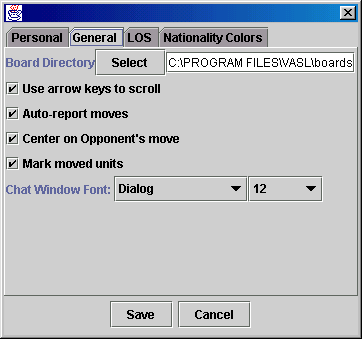 Personal General LOS Nationality Colors
Board Directory Select C:\PROGRAM FILES\VASL\boards
Use arrow keys to scroll
Auto-report moves
Center on Opponent's move
Mark moved units
Chat Window Font: Dialog 12
Save Cancel